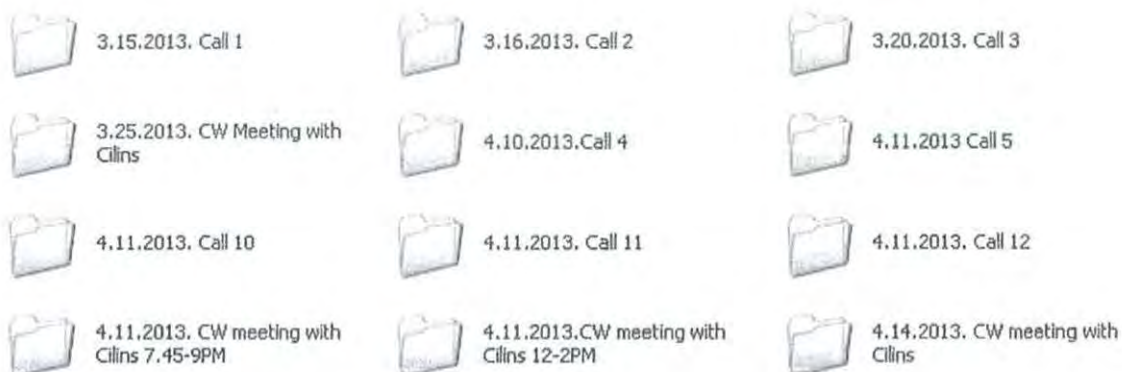 3.15.2013. Call 1
3.16.2013. Call 2
3.20.2013. Call 3
3.25.2013. CW Meeting with
Cilins
4.10.2013.Call 4
4.11.2013 Call 5
4.11.2013. Call 10
4.11.2013. Call 11
4.11.2013. Call 12
4.11.2013. CW meeting with
Cilins 7.45-9PM
4.11.2013.CW meeting with
Cilins 12-2PM
4.14.2013. CW meeting with
Cilins